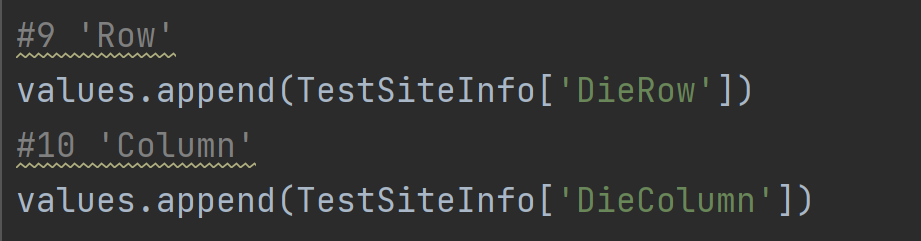 #9 'Row'
values.append(TestSiteInfo['DieRow'])
#10 'Column'
values.append(TestSiteInfo['DieColumn'])